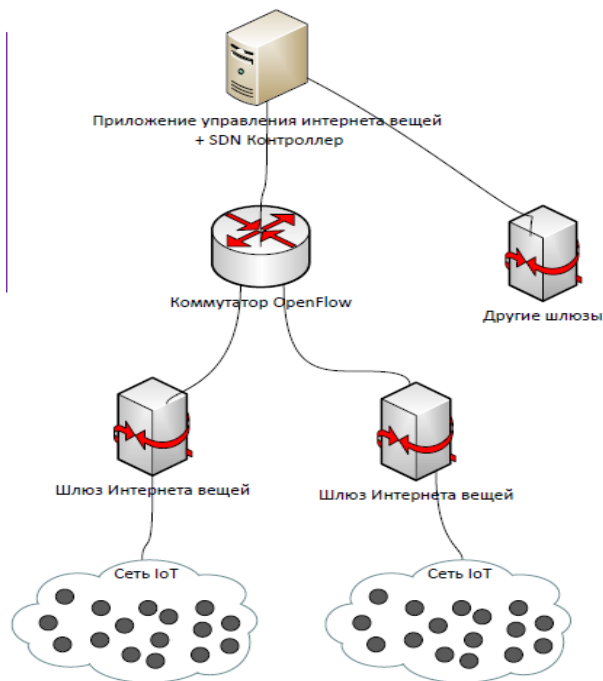 Приложение управления интернета вещей
+ SDN Контроллер
Коммутатор OpenFlow
Другие шлюзы
Шлюз Интернета вещей
Шлюз Интернета вещей
Сеть IoT
Сеть IoT